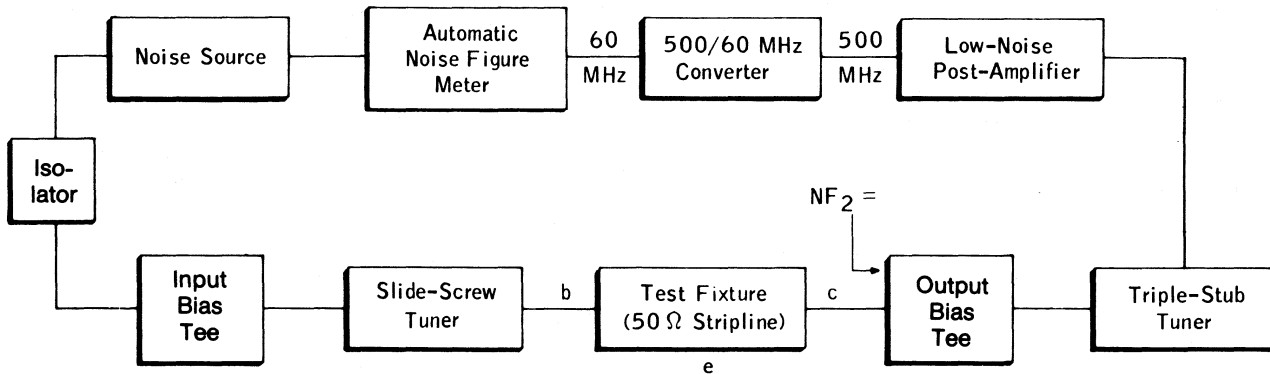 Noise Source
Automatic
Noise Figure
Meter
60
MHz
500/60 MHz
Converter
500
MHz
Low-Noise
Post-Amplifier
Iso-
lator
NF2 =
Input
Bias
Tee
Slide-Screw
Tuner
b
Test Fixture
(50 Ω Stripline)
e
c
Output
Bias
Tee
Triple-Stub
Tuner